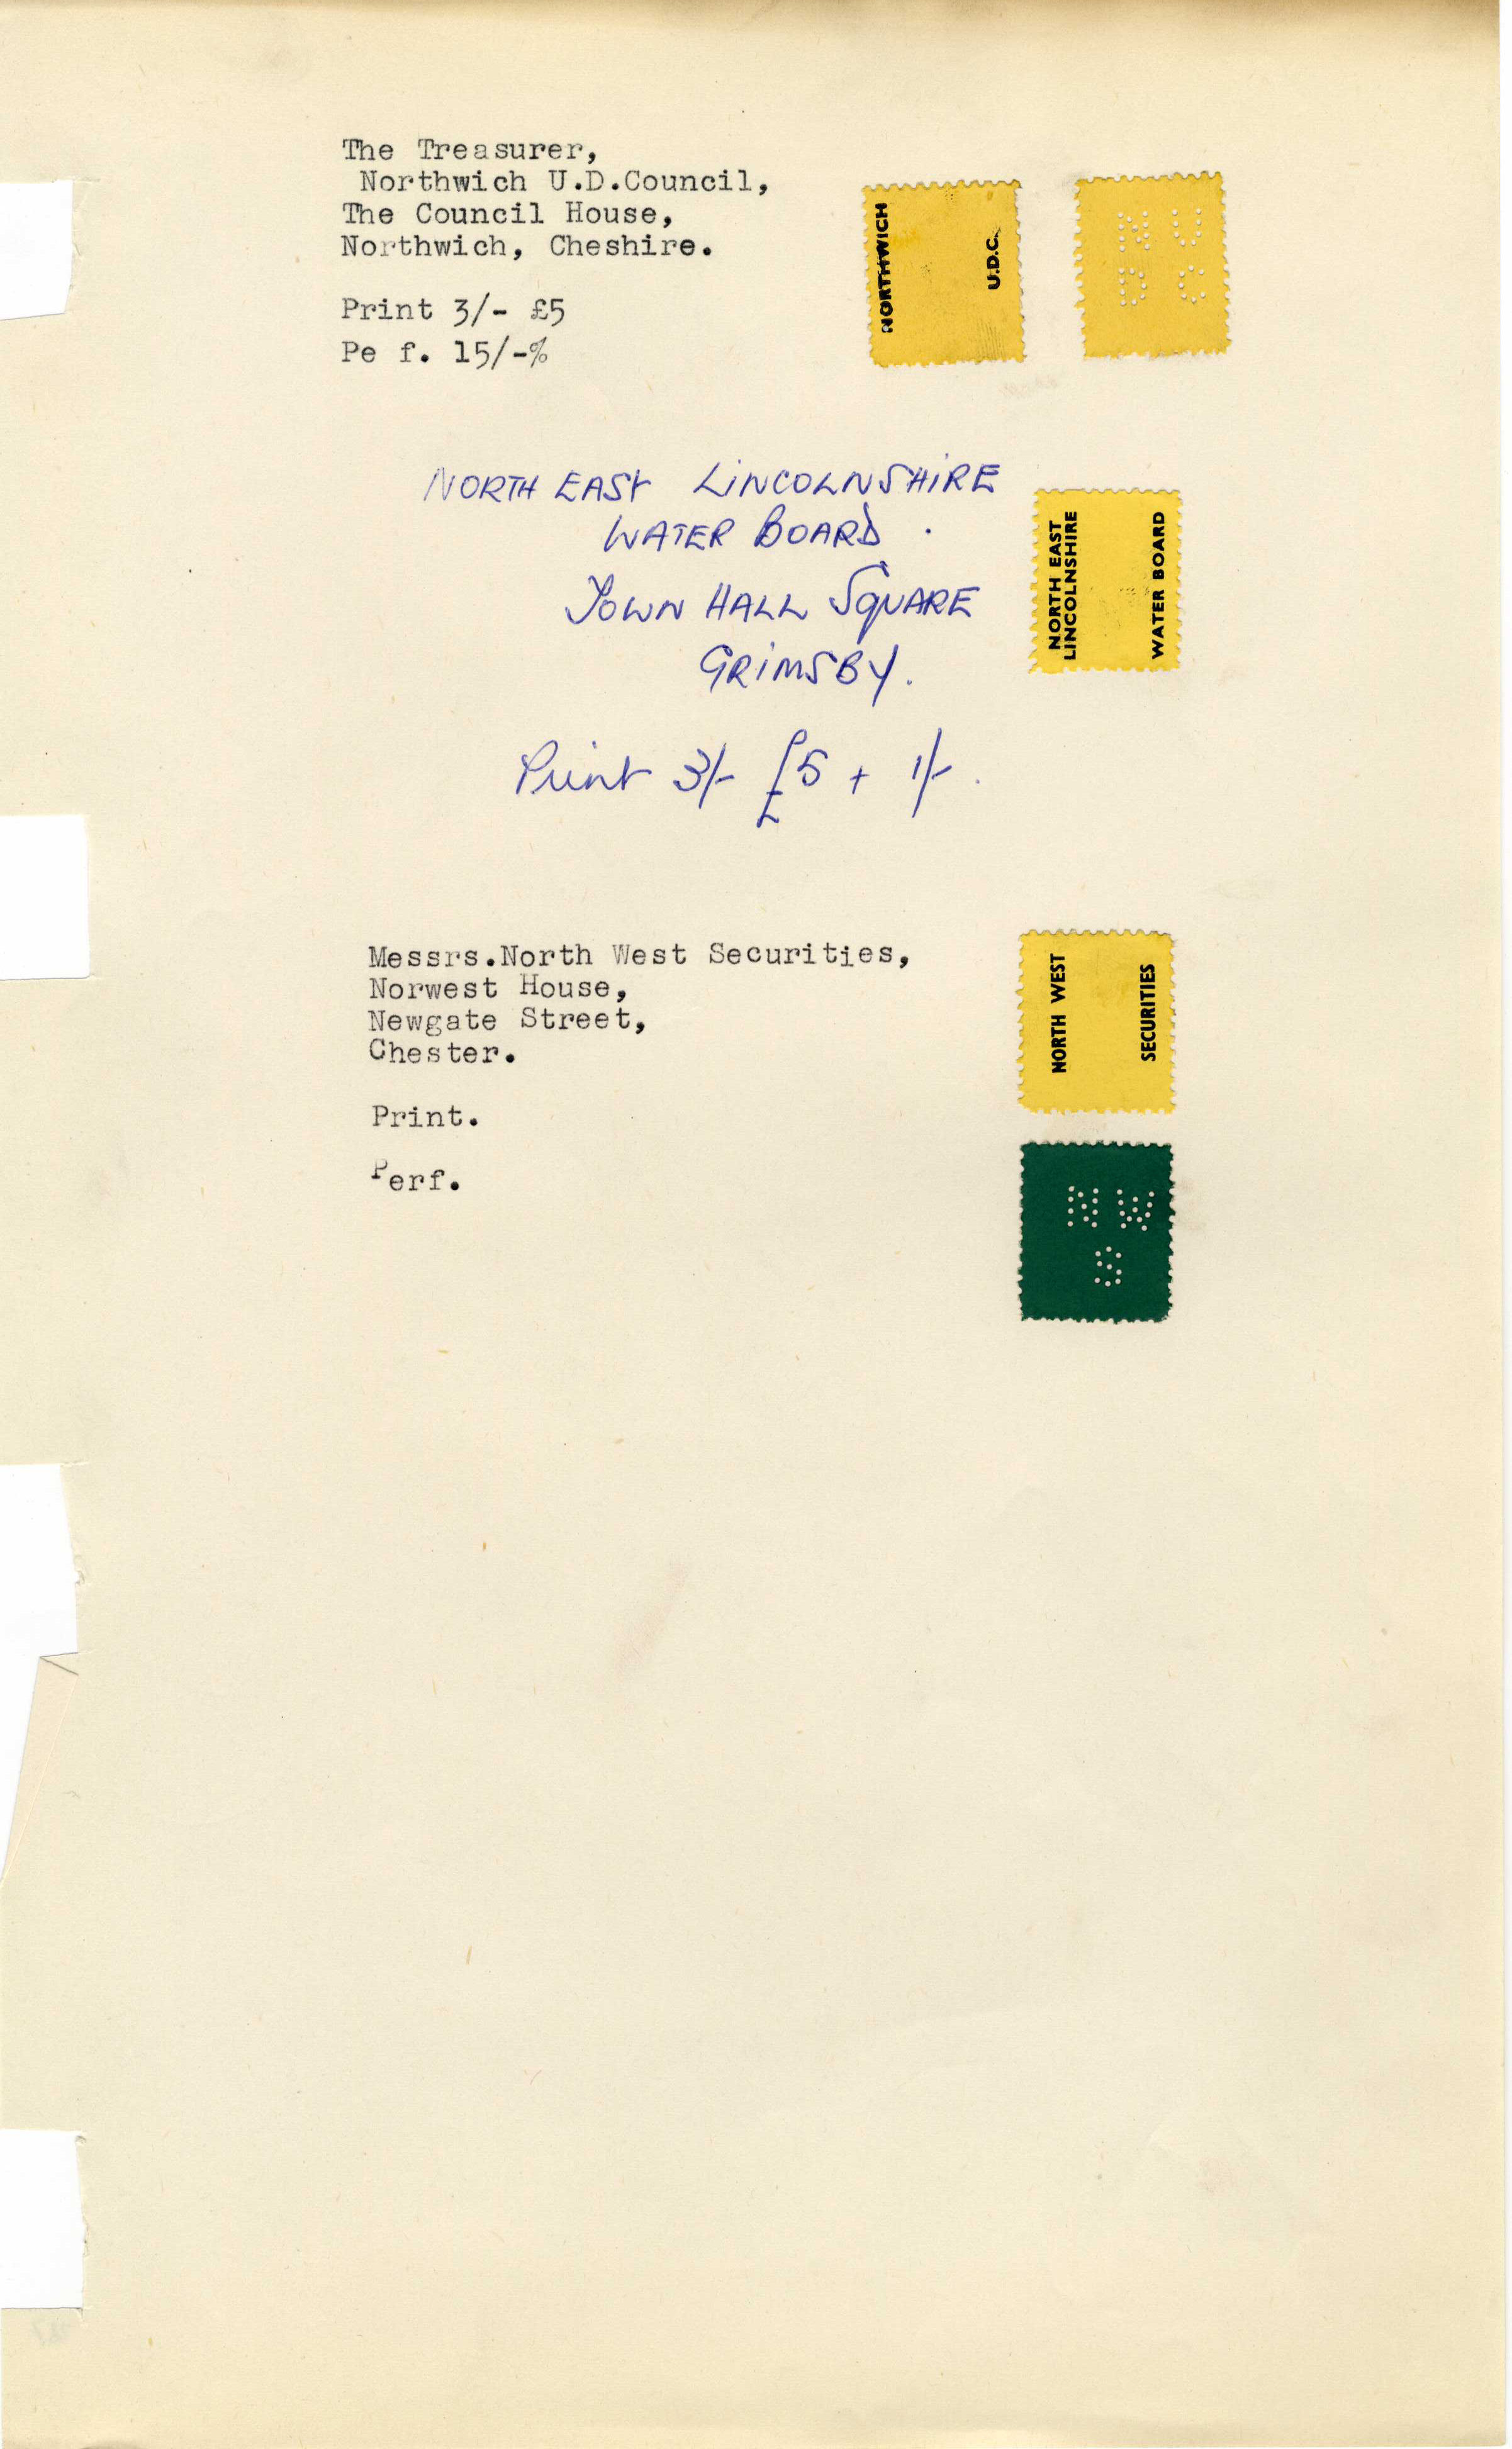 The Treasurer,
Northwich U.D.Council,
The Council House,
Northwich, Cheshire.
Print 3/- £5
Pe f. 15/-%
NORTHWICH
U.D.C.
N U
D C
NORTH EAST LINCOLNSHIRE
WATER BOARD.
TOWN HALL SQUARE
GRIMSBY.
Print 3/- £5 + 1/-.
NORTH EAST
LINCOLNSHIRE
WATER BOARD
Messrs.North West Securities,
Norwest House,
Newgate Street,
Chester.
Print.
Perf.
NORTH WEST
SECURITIES
N W
S